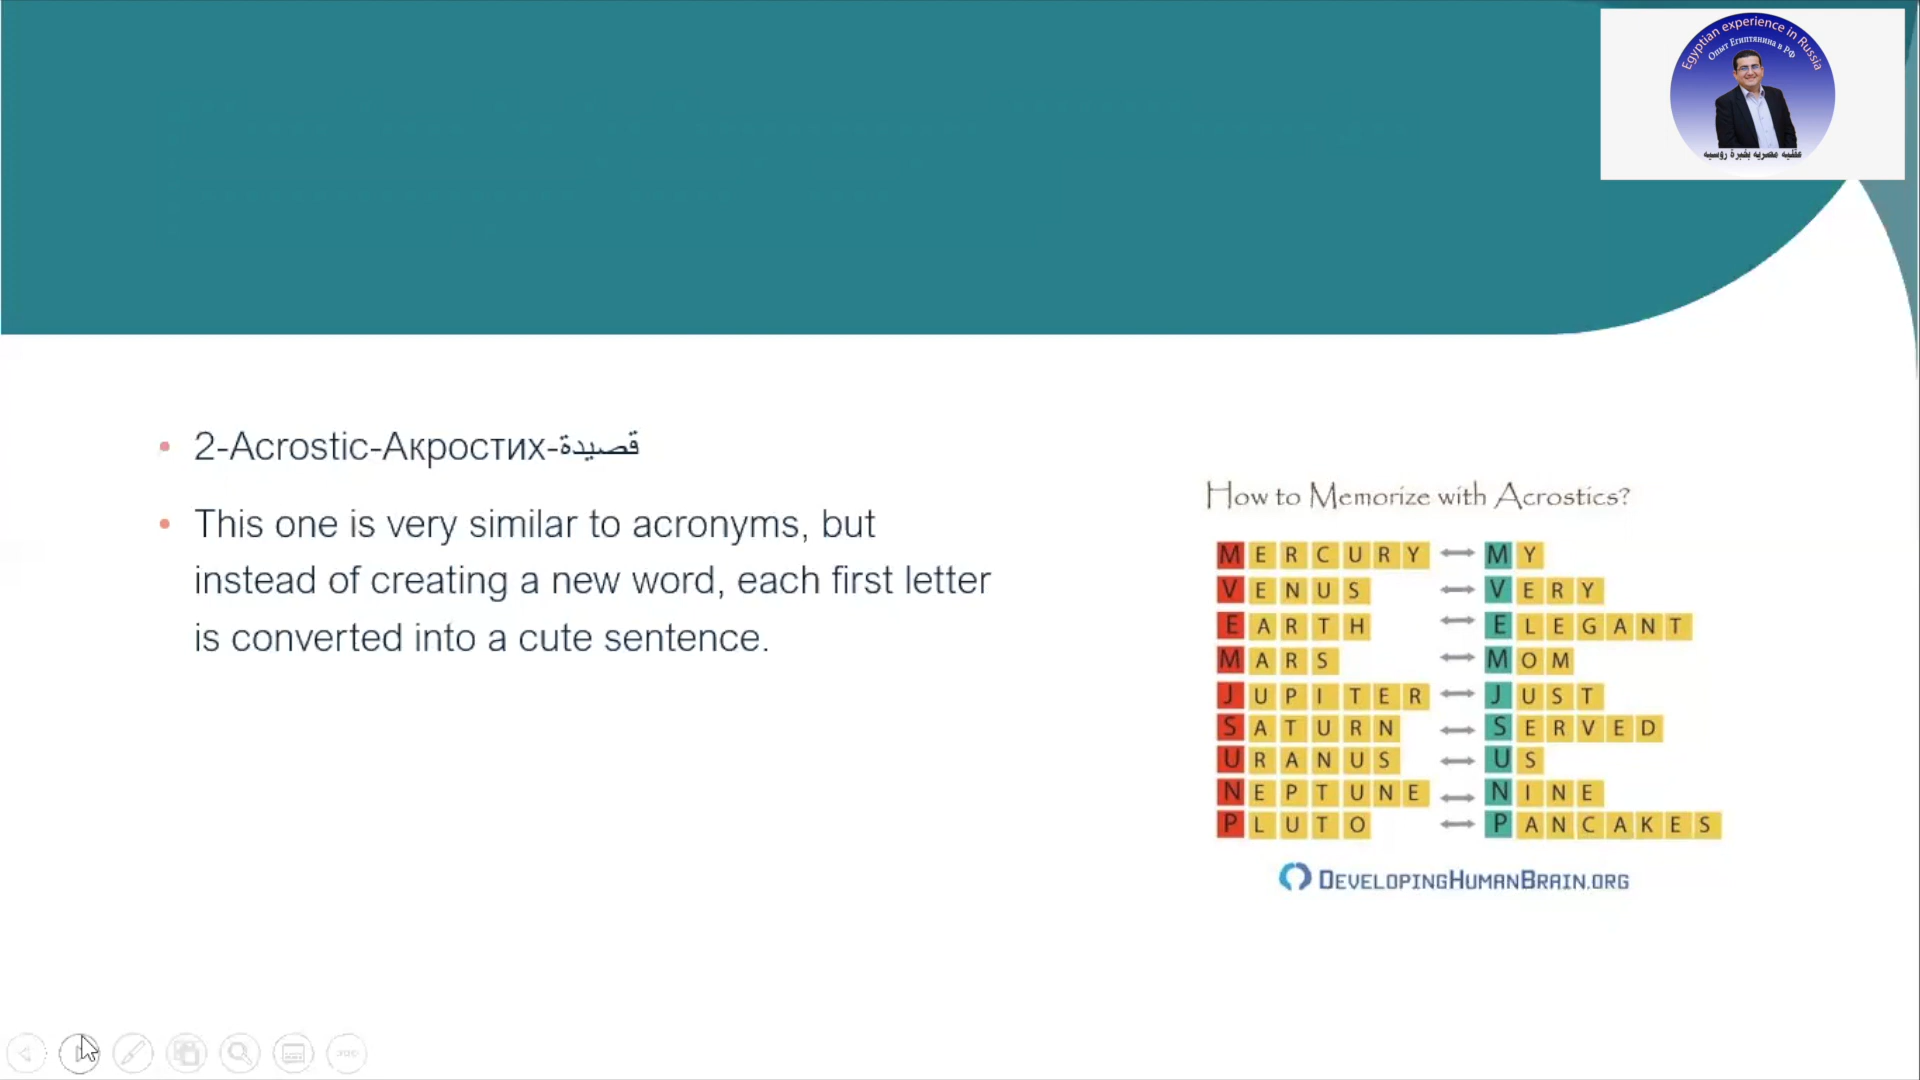 Egyptian experience in Russia
Опыт Египтянина в РФ
عقليه مصريه بخبرة روسيه
2-Acrostic-Акростих-قصيدة
This one is very similar to acronyms, but
instead of creating a new word, each first letter
is converted into a cute sentence.
How to Memorize with Acrostics?
MERCURY MY
VENUS VERY
EARTH ELEGANT
MARS MOM
JUPITER JUST
SATURN SERVED
URANUS US
NEPTUNE NINE
PLUTO PANCAKES
DEVELOPINGHUMANBRAIN.ORG